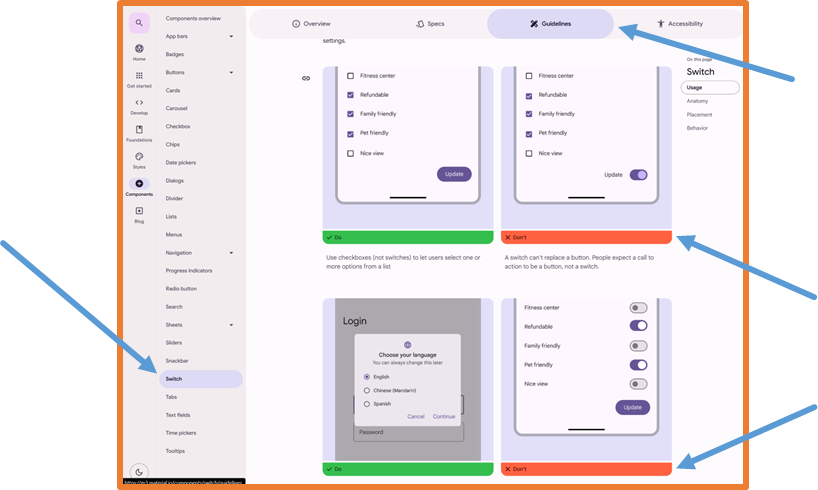 Overview
Specs
Guidelines
Accessibility
Home
Get started
Develop
Foundations
Styles
Components
Blog
Components overview
App bars
Badges
Buttons
Cards
Carousel
Checkbox
Chips
Date pickers
Dialogs
Divider
Lists
Menus
Navigation
Progress indicators
Radio button
Search
Sheets
Sliders
Snackbar
Switch
Tabs
Text fields
Time pickers
Tooltips
https://m3.material.io/components/switch/guidelines
settings.
Fitness center
Refundable
Family friendly
Pet friendly
Nice view
Update
Do
Use checkboxes (not switches) to let users select one or
more options from a list
Fitness center
Refundable
Family friendly
Pet friendly
Nice view
Update
Don't
A switch can't replace a button. People expect a call to
action to be a button, not a switch.
Login
Choose your language
You can always change this later
English
Chinese (Mandarin)
Spanish
Cancel Continue
Password
Do
Fitness center
Refundable
Family friendly
Pet friendly
Nice view
Update
Don't
On this page
Switch
Usage
Anatomy
Placement
Behavior